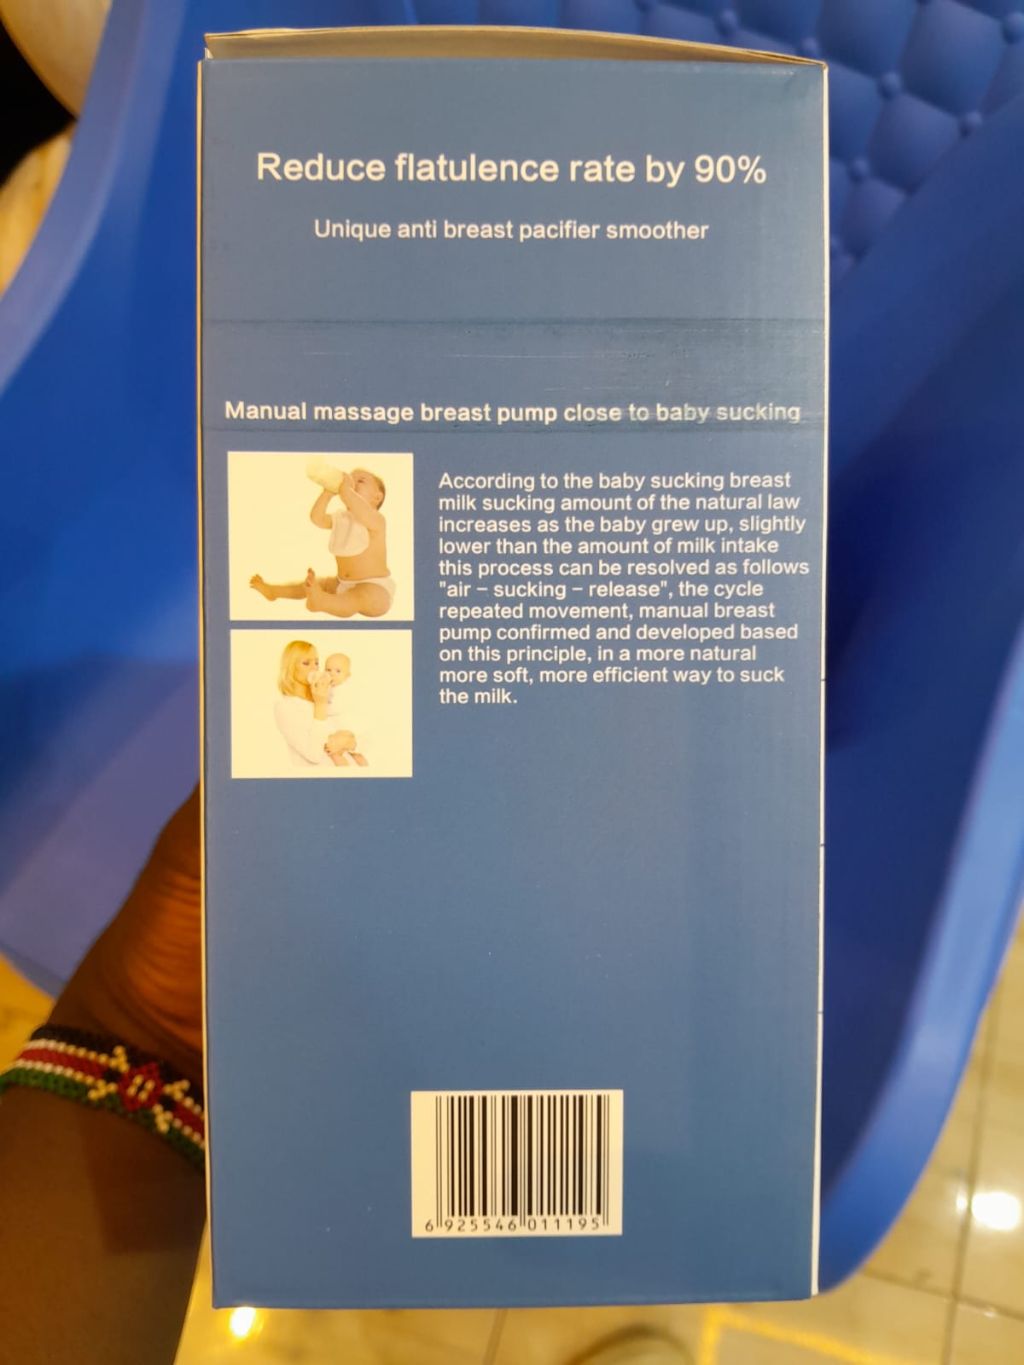 Reduce flatulence rate by 90%
Unique anti breast pacifier smoother
Manual massage breast pump close to baby sucking
According to the baby sucking breast
milk sucking amount of the natural law
increases as the baby grew up, slightly
lower than the amount of milk intake
this process can be resolved as follows
"air – sucking – release", the cycle
repeated movement, manual breast
pump confirmed and developed based
on this principle, in a more natural
more soft, more efficient way to suck
the milk.
6 925546 011195